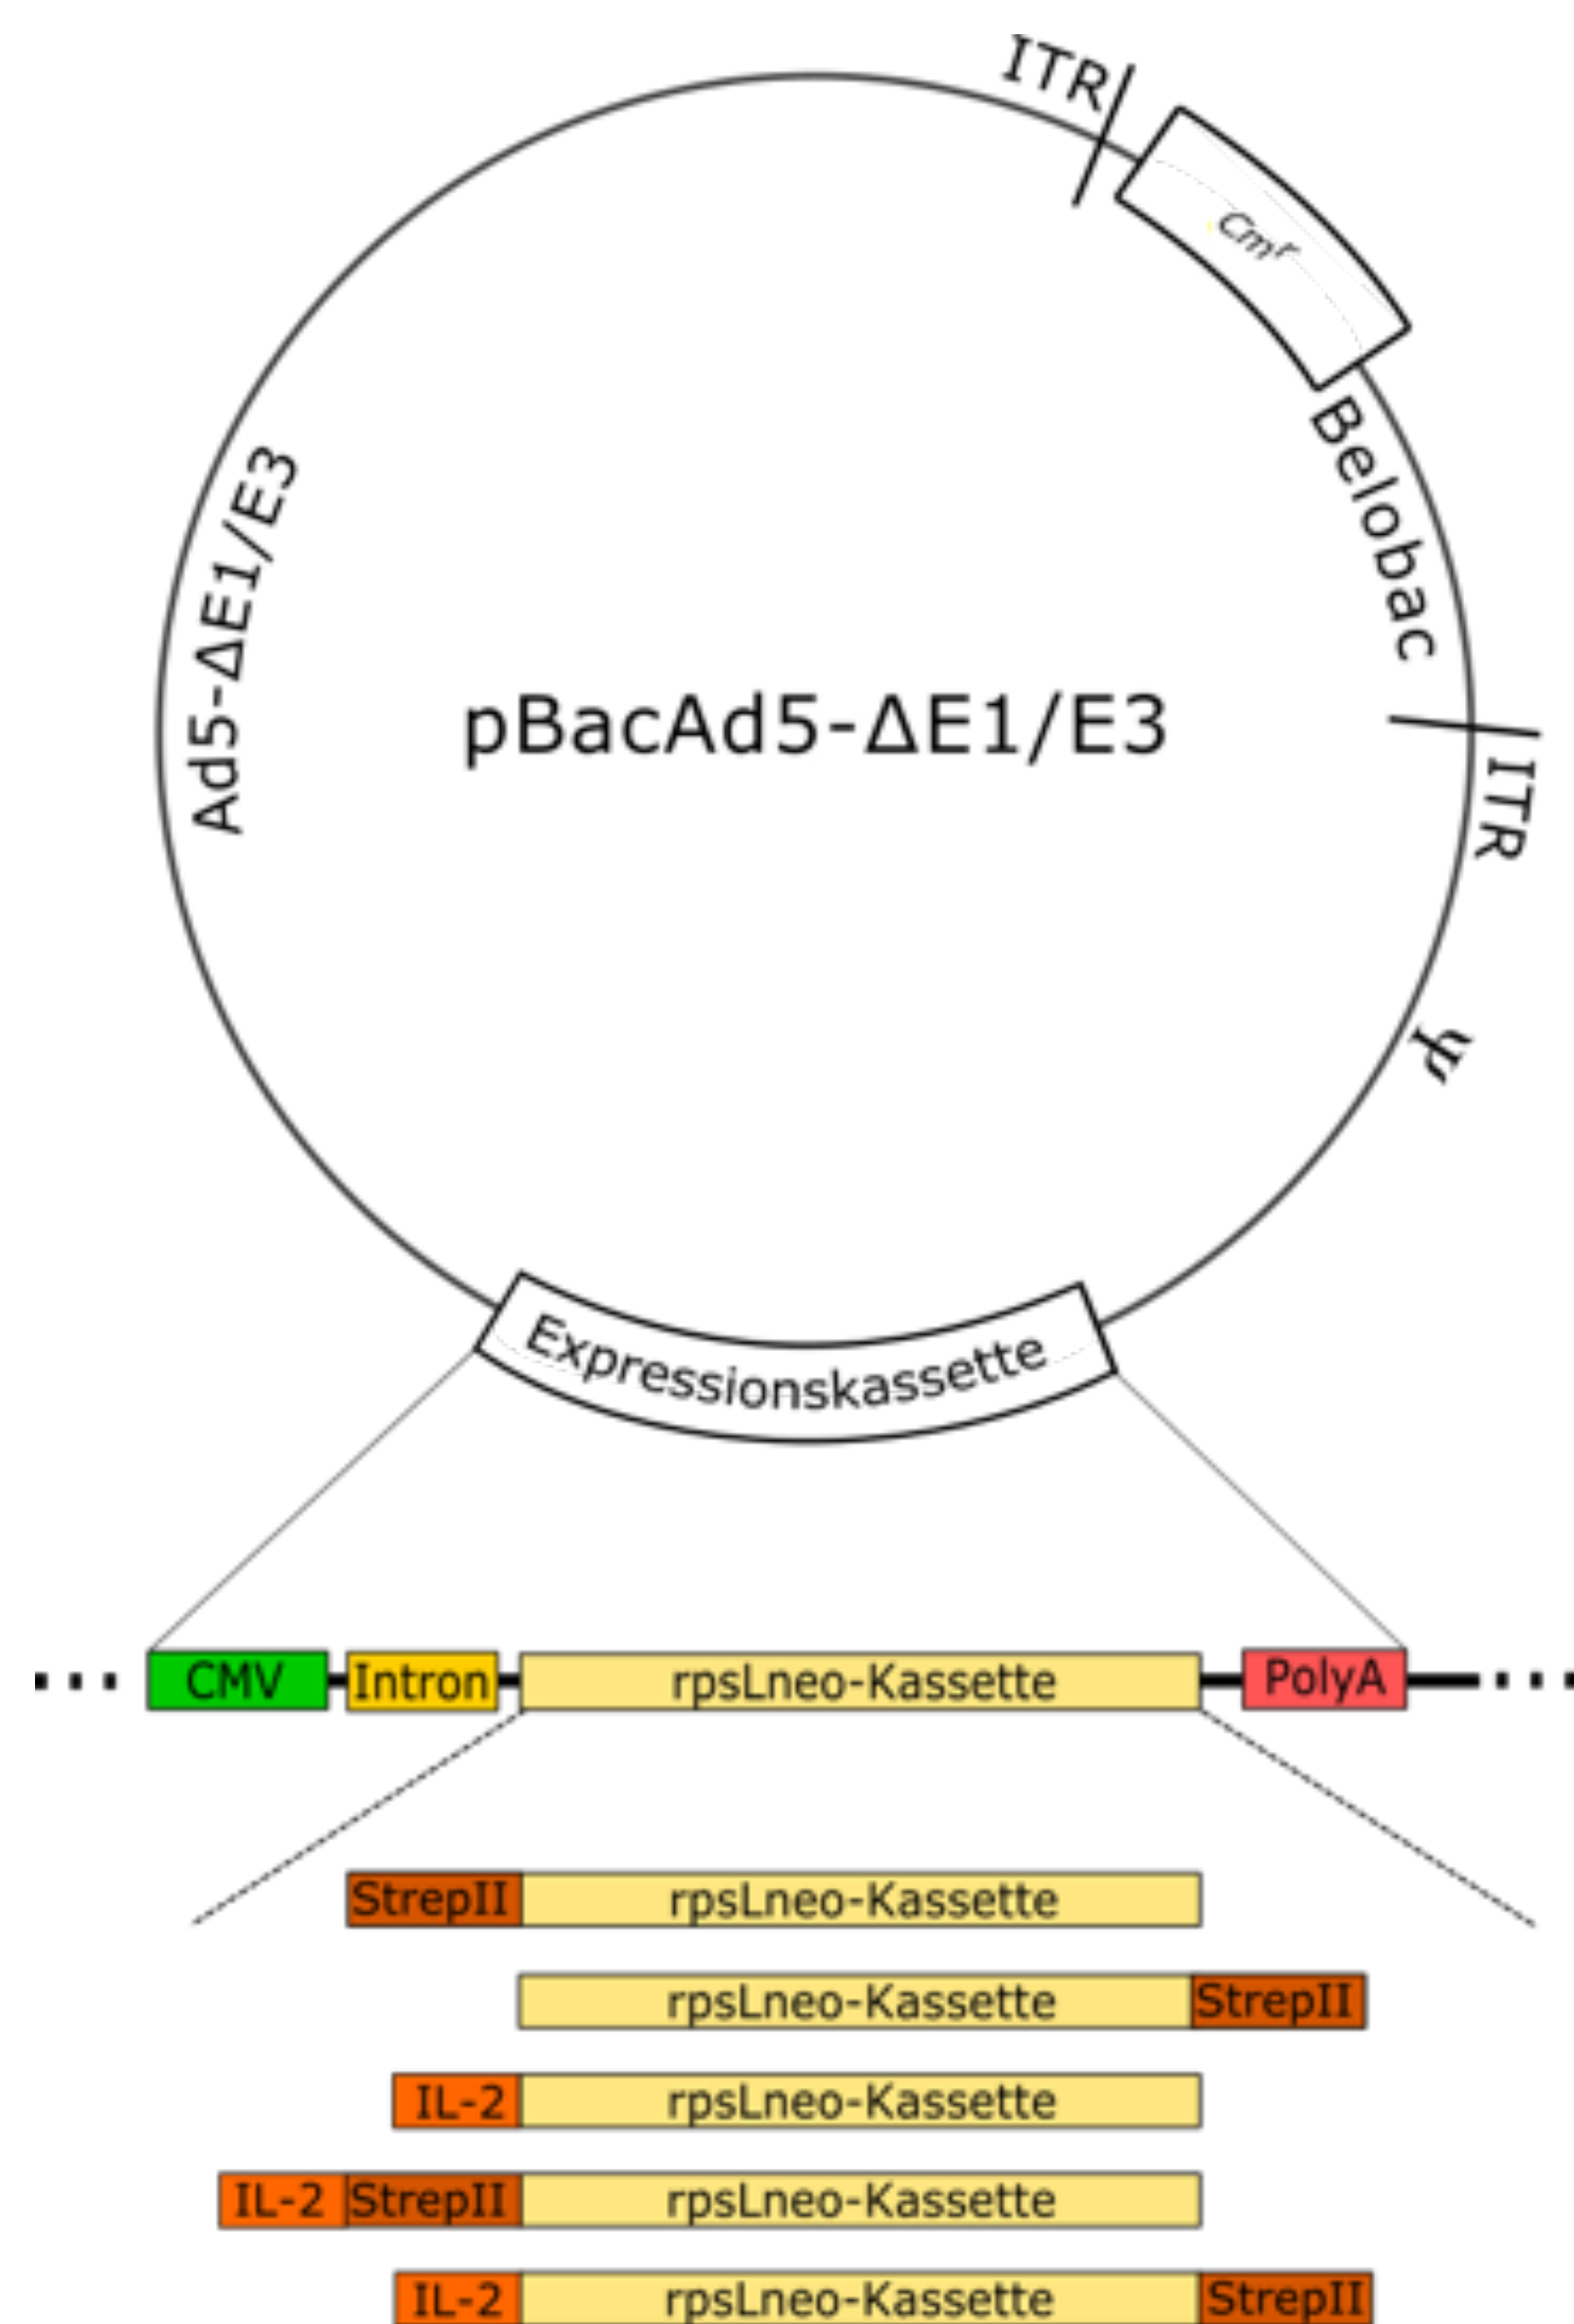 ITR
Cmʳ
Belobac
Ad5-ΔE1/E3
pBacAd5-ΔE1/E3
ITR
Ψ
Expressionskassette
CMV Intron rpsLneo-Kassette PolyA
StrepII rpsLneo-Kassette
rpsLneo-Kassette StrepII
IL-2 rpsLneo-Kassette
IL-2 StrepII rpsLneo-Kassette
IL-2 rpsLneo-Kassette StrepII